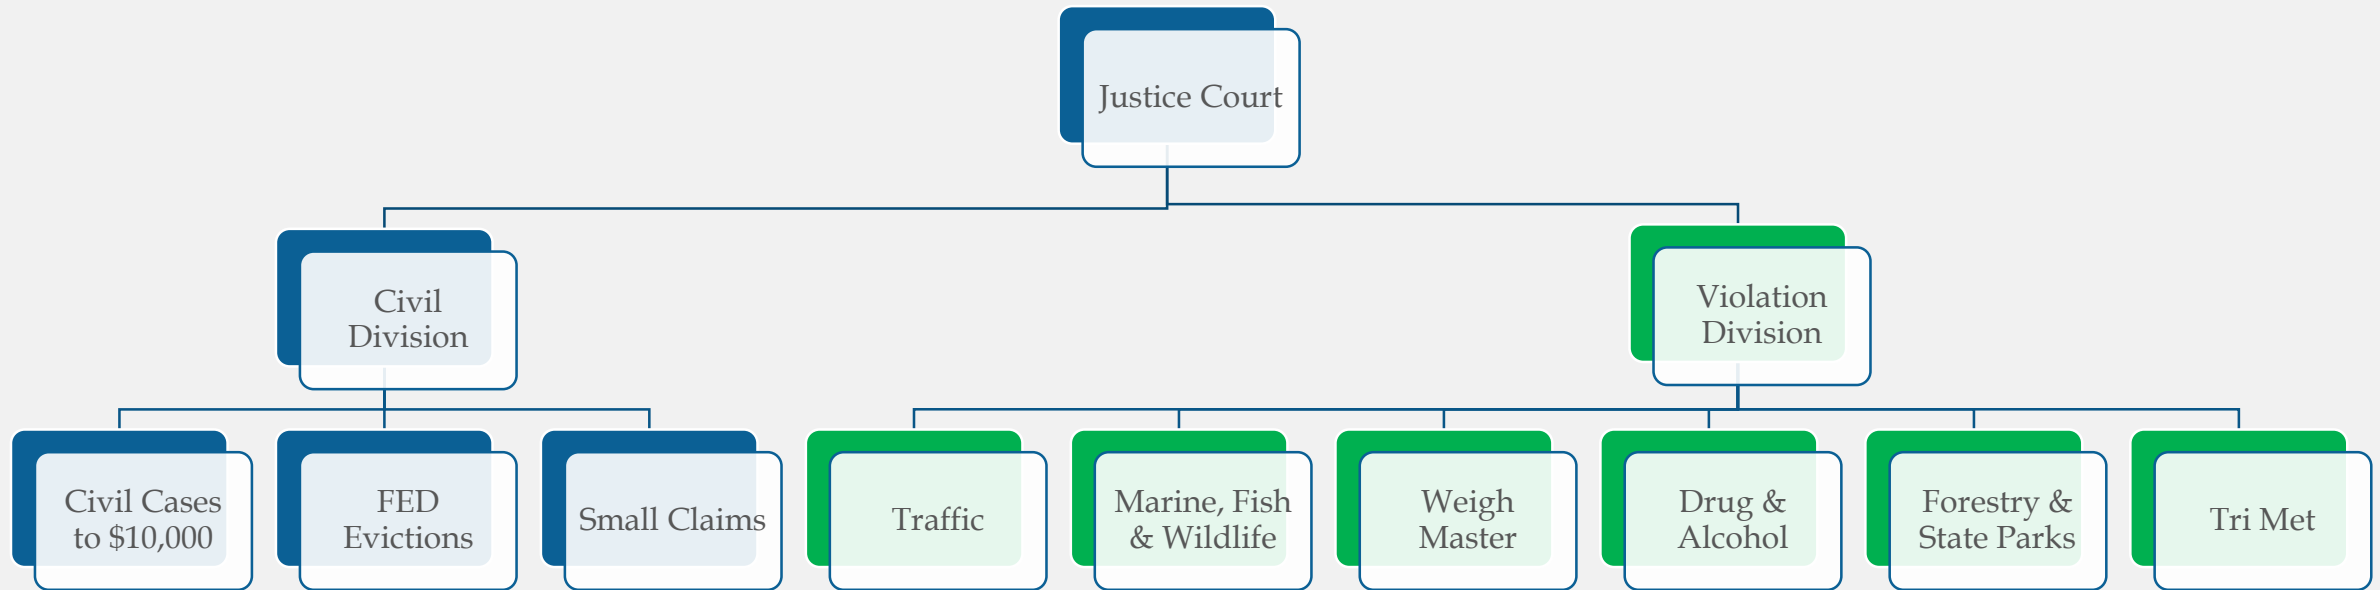 Justice Court
Civil
Division
Violation
Division
Civil Cases
to $10,000
FED
Evictions
Small Claims
Traffic
Marine, Fish
& Wildlife
Weigh
Master
Drug &
Alcohol
Forestry &
State Parks
Tri Met